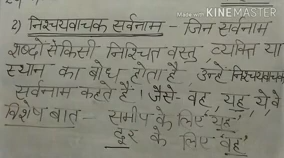 Made with KINEMASTER
2) निश्चयवाचक सर्वनाम - जिन सर्वनाम
शब्दों से किसी निश्चित वस्तु, व्यक्ति या
स्थान का बोध होता है उन्हें निश्चयवाचक
सर्वनाम कहते हैं। जैसे- वह, यह, ये, वे
विशेष बात - समीप के लिए 'यह'
दूर के लिए 'वह'